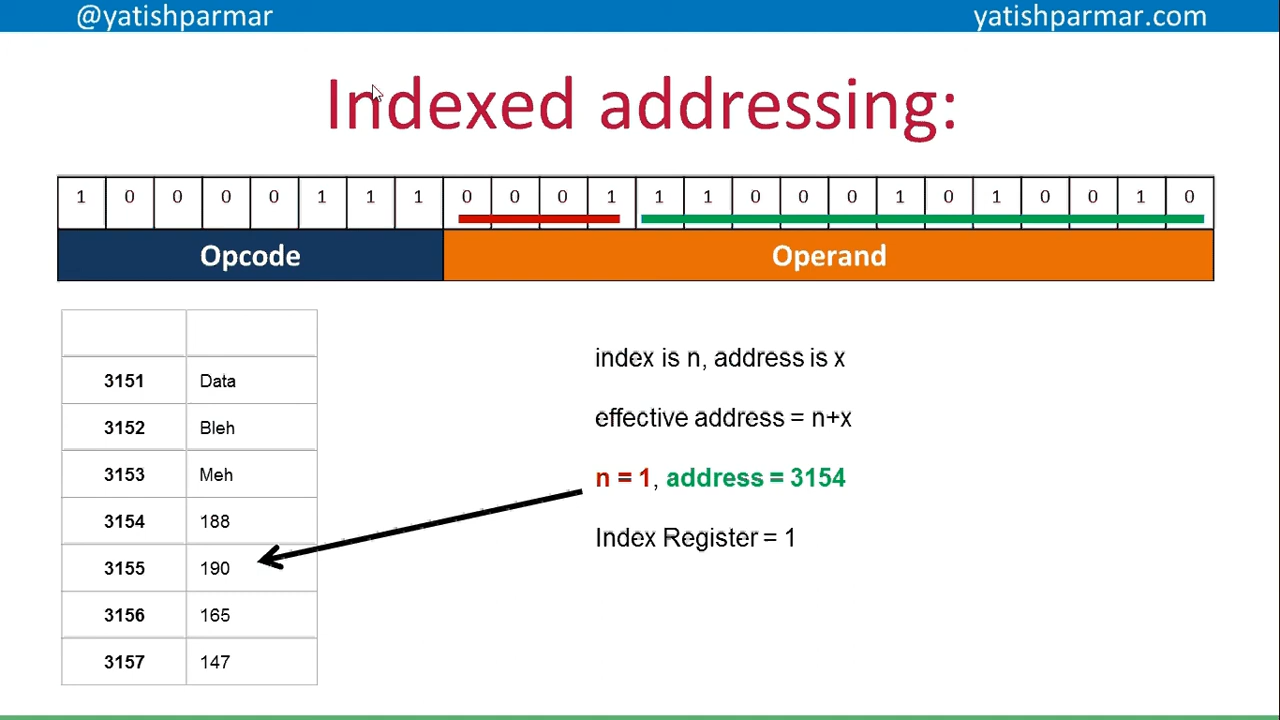 @yatishparmar yatishparmar.com
Indexed addressing:
1 0 0 0 0 1 1 1 0 0 0 1 1 1 0 0 0 1 0 1 0 0 1 0
Opcode Operand
3151 Data
3152 Bleh
3153 Meh
3154 188
3155 190
3156 165
3157 147
index is n, address is x
effective address = n+x
n = 1, address = 3154
Index Register = 1